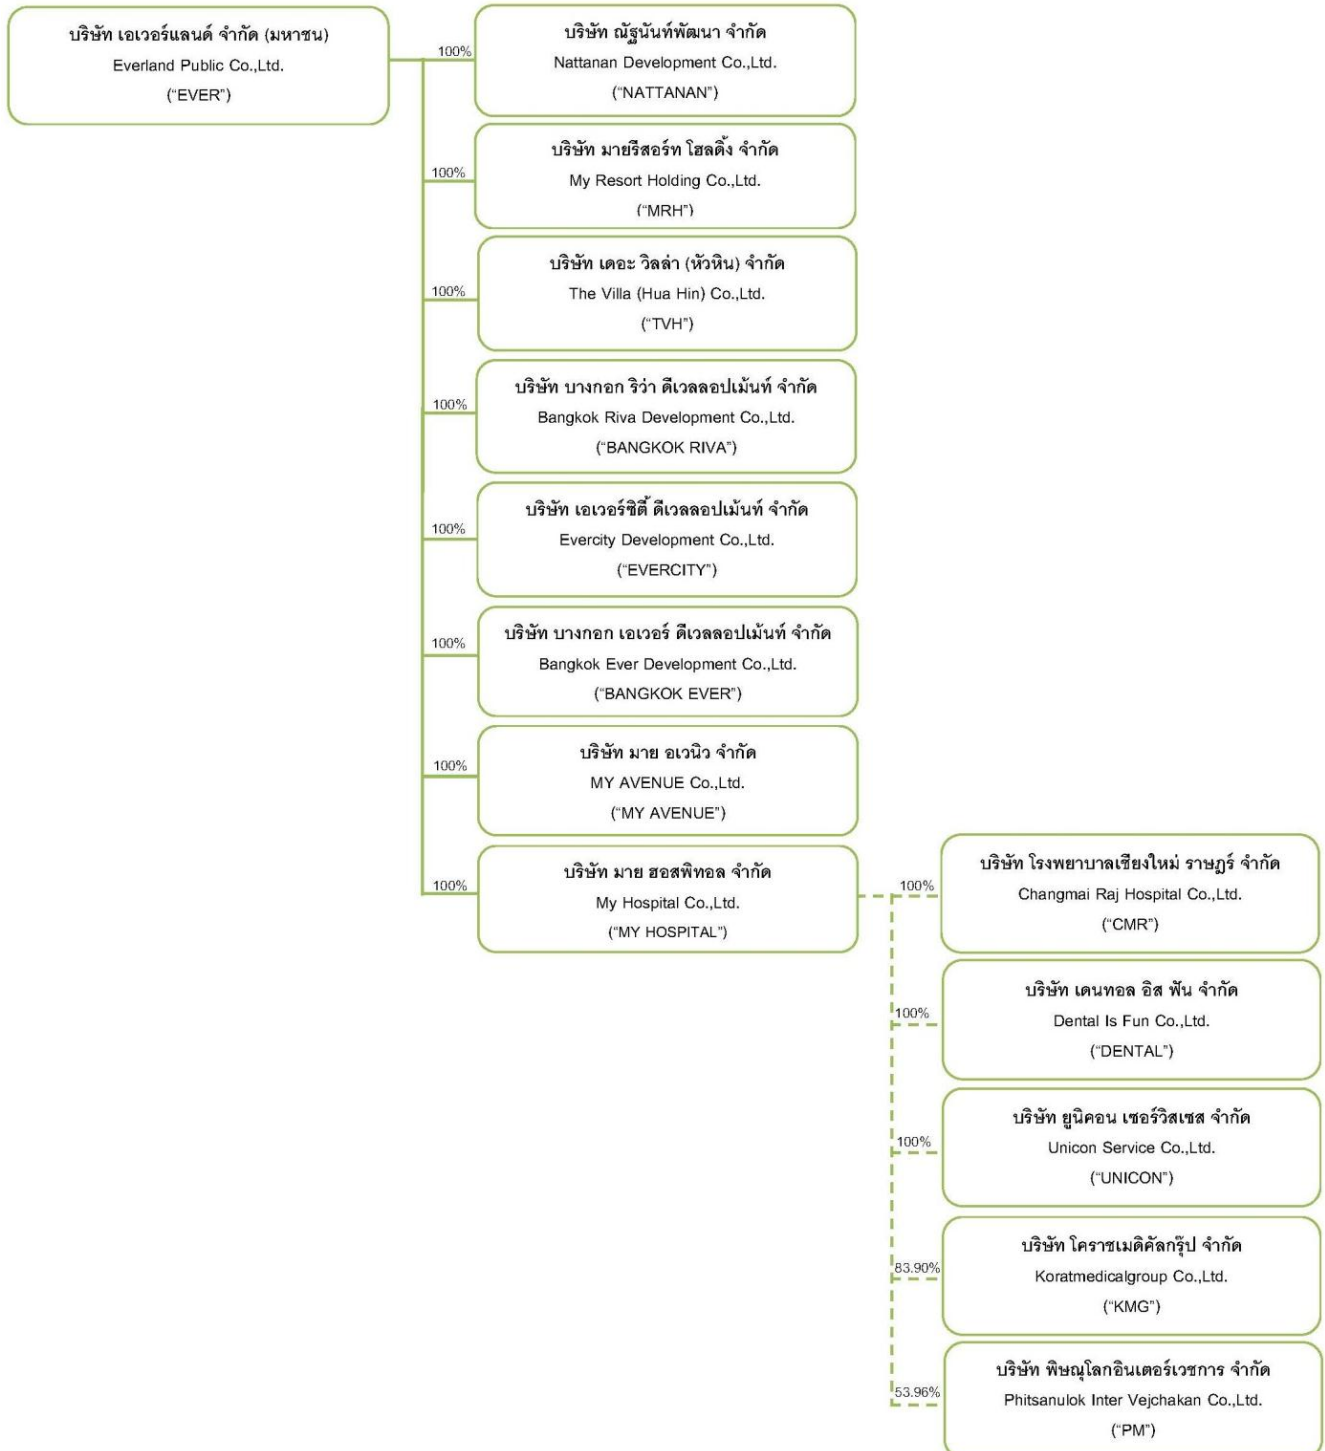 บริษัท เอเวอร์แลนด์ จำกัด (มหาชน)
Everland Public Co.,Ltd.
("EVER")
100%
บริษัท ณัฐนันท์พัฒนา จำกัด
Nattanan Development Co.,Ltd.
("NATTANAN")
100%
บริษัท มายรีสอร์ท โฮลดิ้ง จำกัด
My Resort Holding Co.,Ltd.
("MRH")
100%
บริษัท เดอะ วิลล่า (หัวหิน) จำกัด
The Villa (Hua Hin) Co.,Ltd.
("TVH")
100%
บริษัท บางกอก ริว่า ดีเวลลอปเม้นท์ จำกัด
Bangkok Riva Development Co.,Ltd.
("BANGKOK RIVA")
100%
บริษัท เอเวอร์ซิตี้ ดีเวลลอปเม้นท์ จำกัด
Evercity Development Co.,Ltd.
("EVERCITY")
100%
บริษัท บางกอก เอเวอร์ ดีเวลลอปเม้นท์ จำกัด
Bangkok Ever Development Co.,Ltd.
("BANGKOK EVER")
100%
บริษัท มาย อเวนิว จำกัด
MY AVENUE Co.,Ltd.
("MY AVENUE")
100%
บริษัท มาย ฮอสพิทอล จำกัด
My Hospital Co.,Ltd.
("MY HOSPITAL")
100%
บริษัท โรงพยาบาลเชียงใหม่ ราษฎร์ จำกัด
Changmai Raj Hospital Co.,Ltd.
("CMR")
100%
บริษัท เดนทอล อิส ฟัน จำกัด
Dental Is Fun Co.,Ltd.
("DENTAL")
100%
บริษัท ยูนิคอน เซอร์วิสเซส จำกัด
Unicon Service Co.,Ltd.
("UNICON")
83.90%
บริษัท โคราชเมดิคัลกรุ๊ป จำกัด
Koratmedicalgroup Co.,Ltd.
("KMG")
53.96%
บริษัท พิษณุโลกอินเตอร์เวชการ จำกัด
Phitsanulok Inter Vejchakan Co.,Ltd.
("PM")